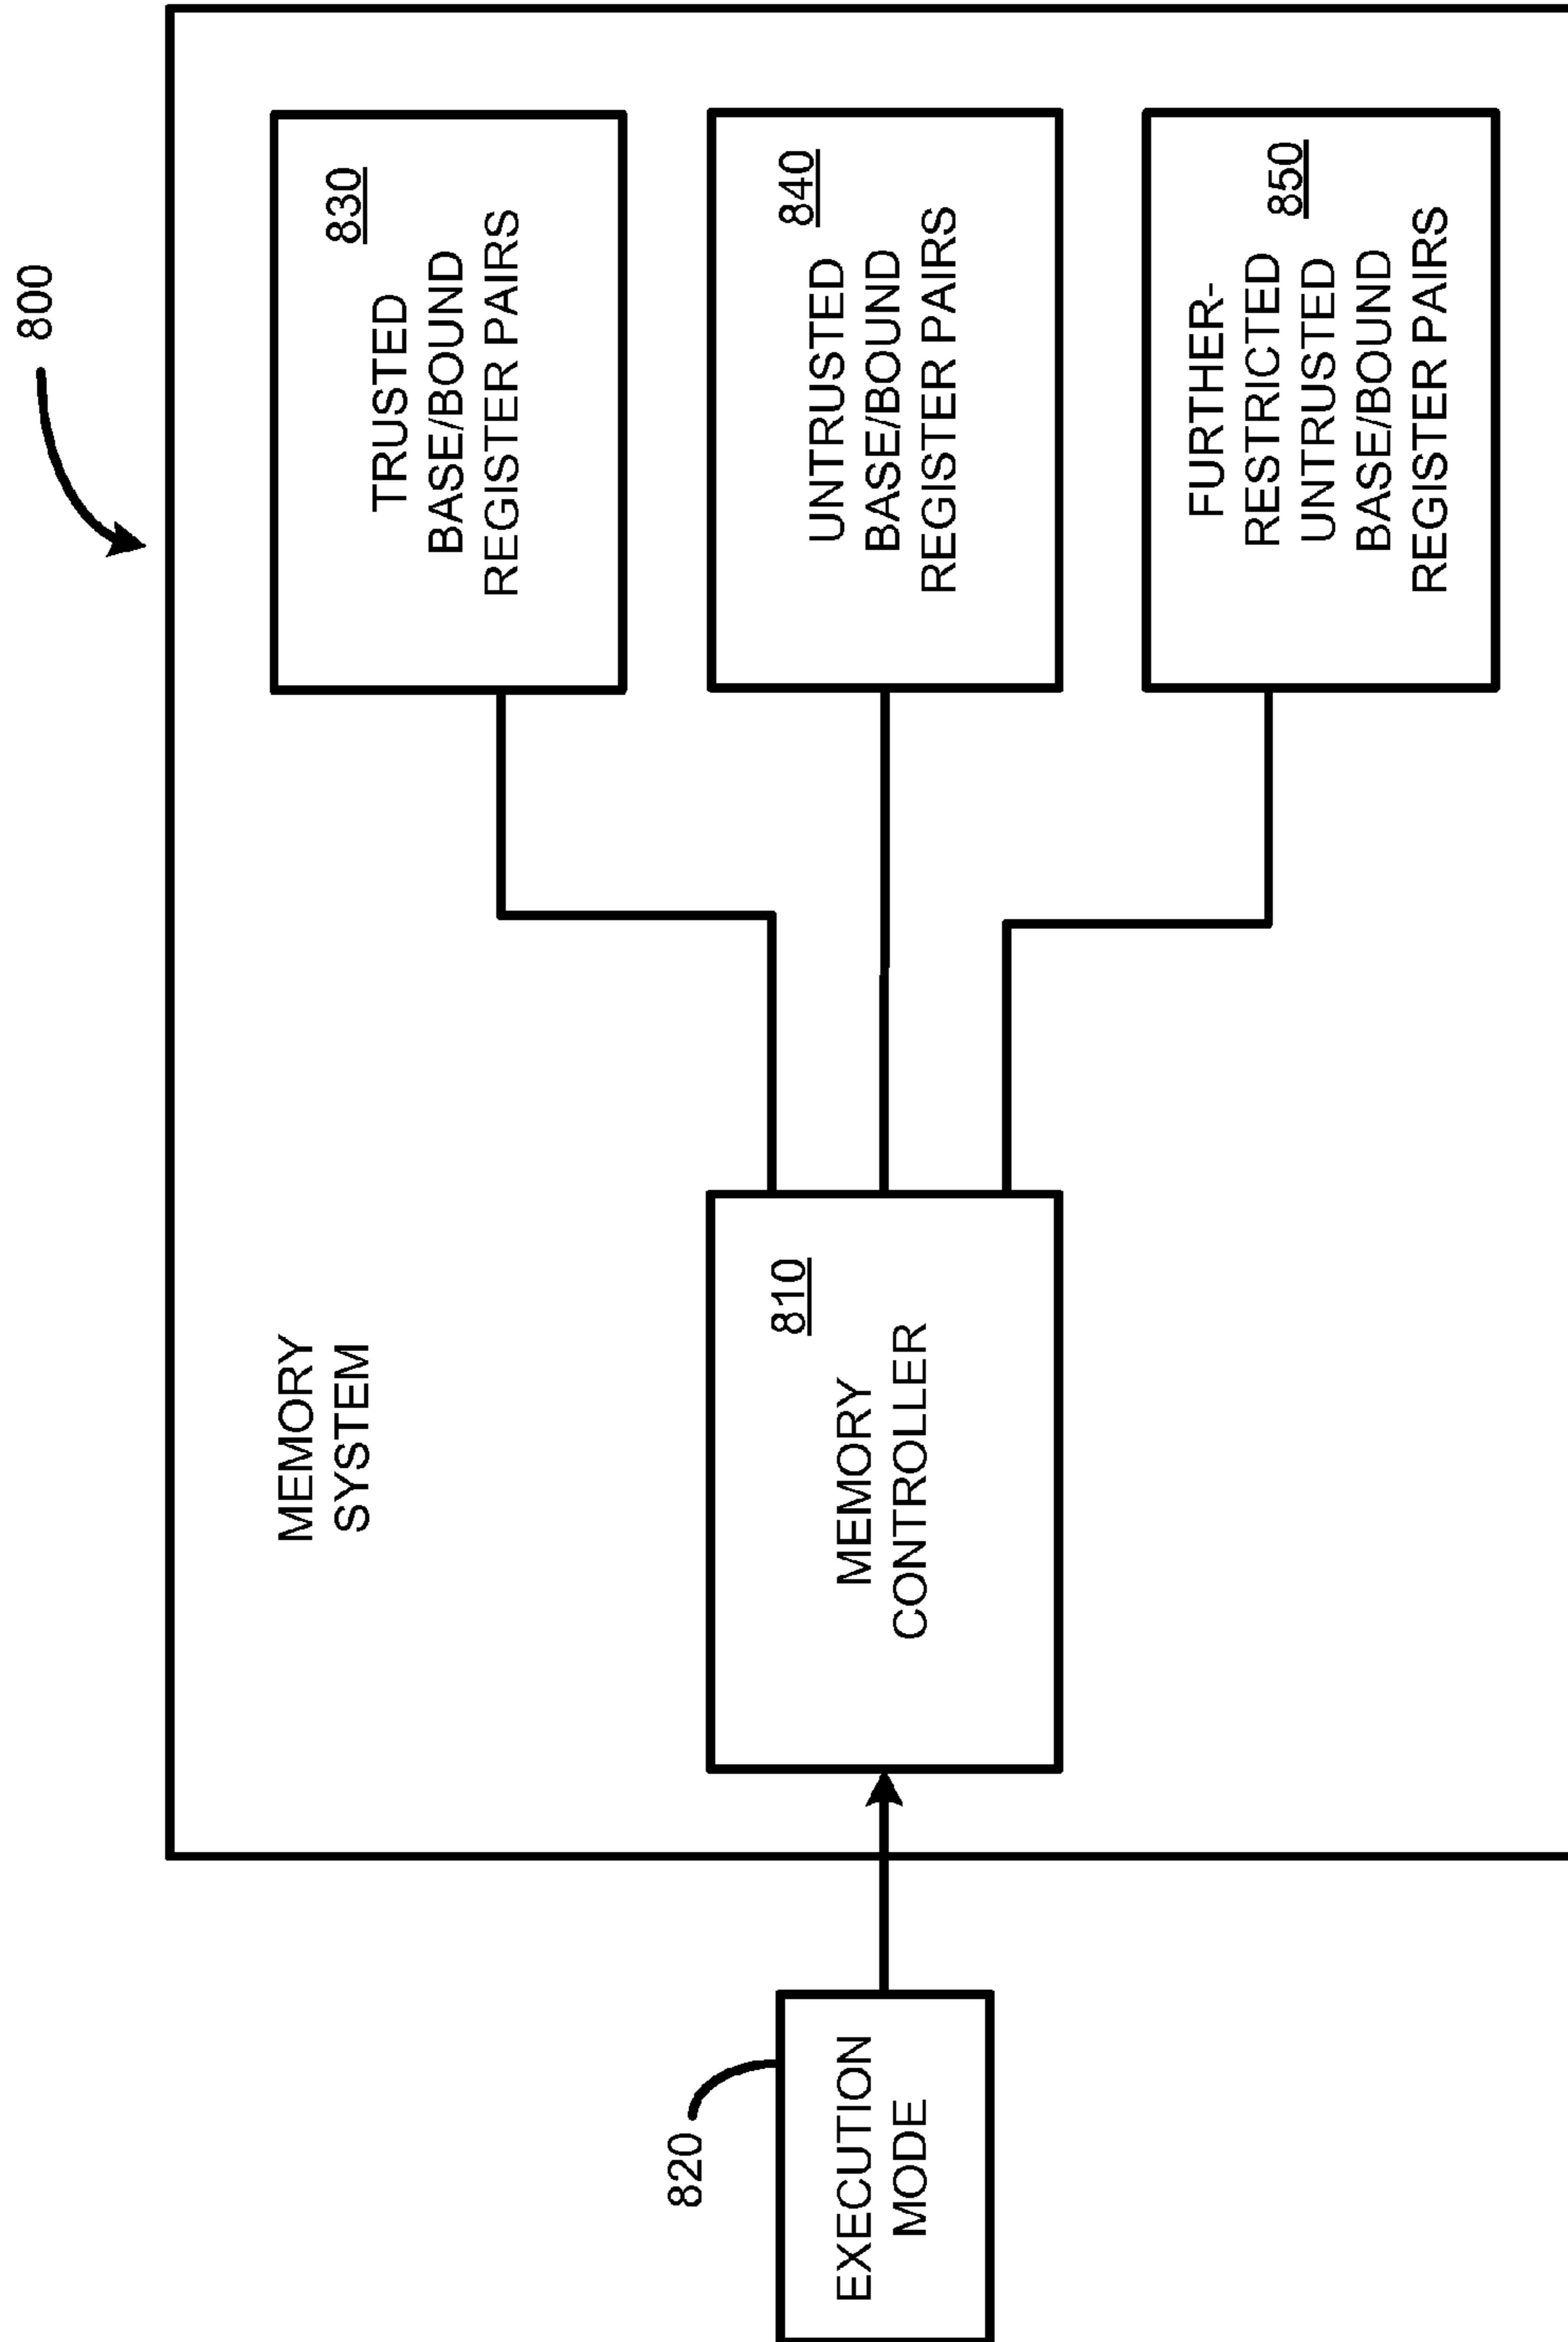 800
MEMORY
SYSTEM
830
TRUSTED
BASE/BOUND
REGISTER PAIRS
820
EXECUTION
MODE
810
MEMORY
CONTROLLER
840
UNTRUSTED
BASE/BOUND
REGISTER PAIRS
850
FURTHER-
RESTRICTED
UNTRUSTED
BASE/BOUND
REGISTER PAIRS